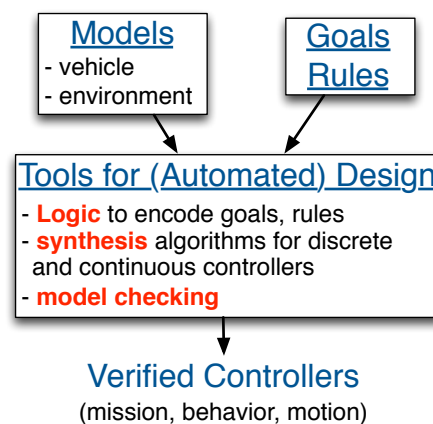 Models
- vehicle
- environment
Goals
Rules
Tools for (Automated) Design
- Logic to encode goals, rules
- synthesis algorithms for discrete
and continuous controllers
- model checking
Verified Controllers
(mission, behavior, motion)